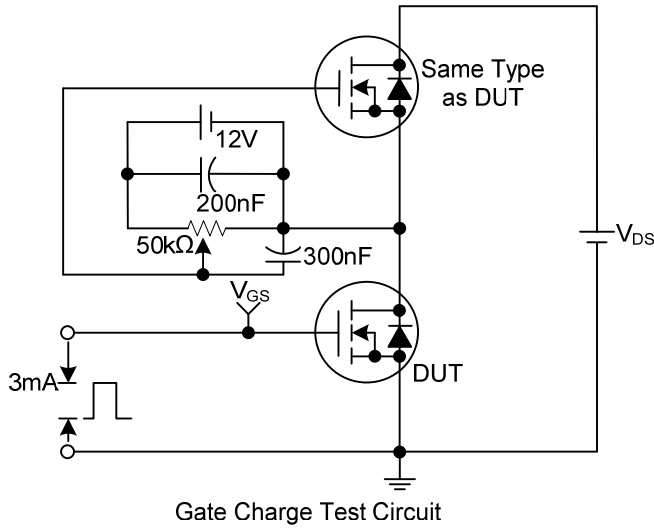 Same Type
as DUT
12V
200nF
50kΩ
300nF
VDS
VGS
DUT
3mA
Gate Charge Test Circuit